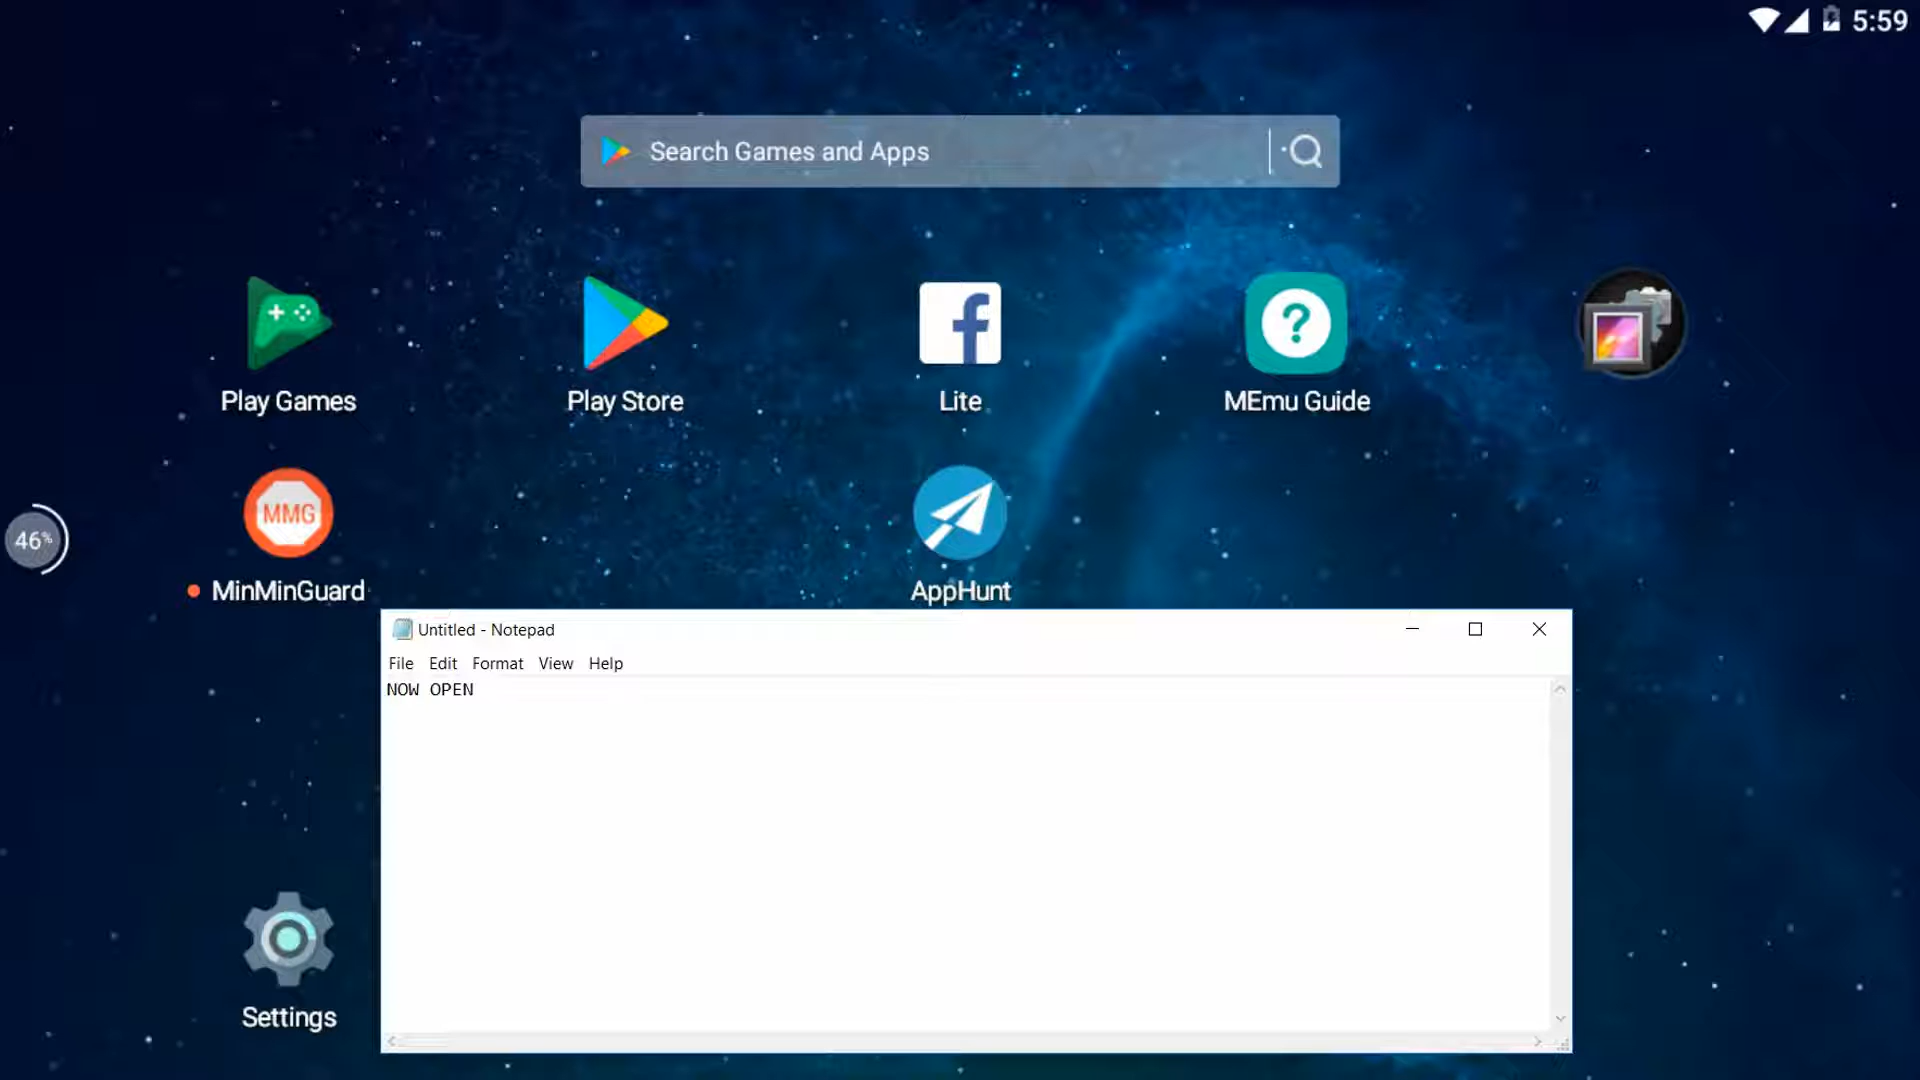 5:59
Search Games and Apps
Play Games
Play Store
Lite
MEmu Guide
46%
MMG
MinMinGuard
AppHunt
Untitled - Notepad
File Edit Format View Help
NOW OPEN
Settings